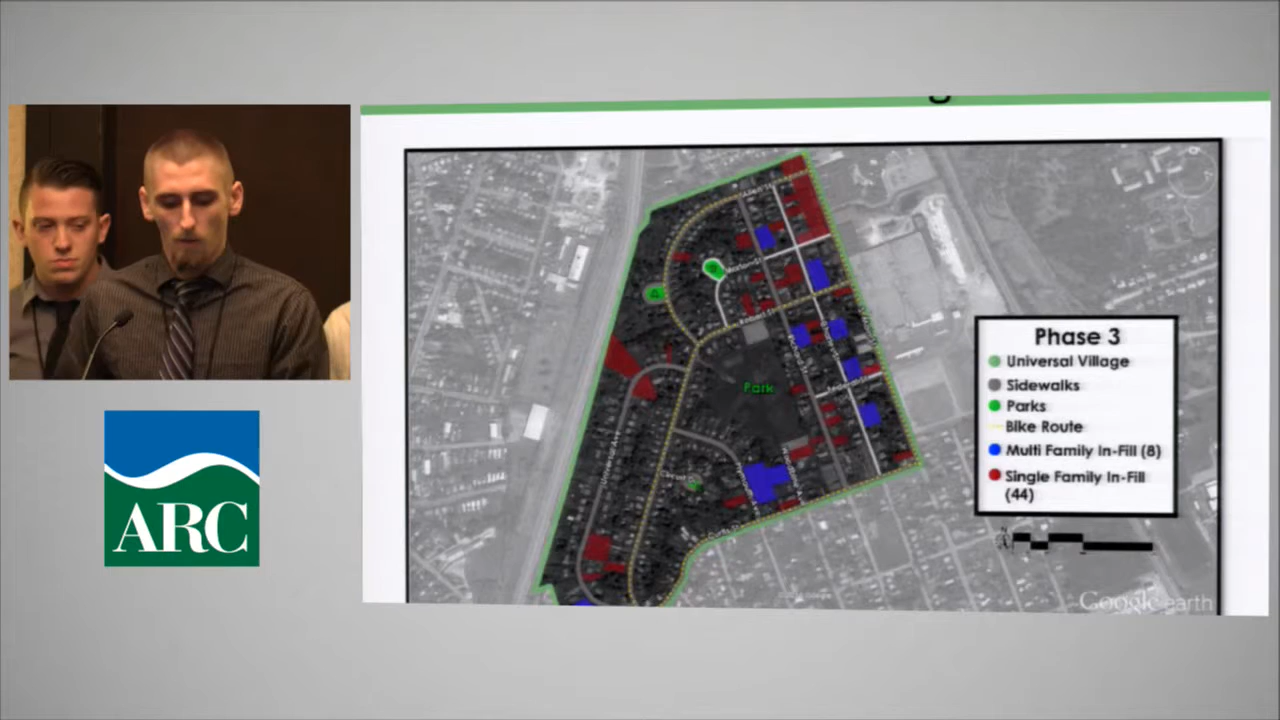 ARC
Park
Phase 3
Universal Village
Sidewalks
Parks
Bike Route
Multi Family In-Fill (8)
Single Family In-Fill
(44)
Google earth